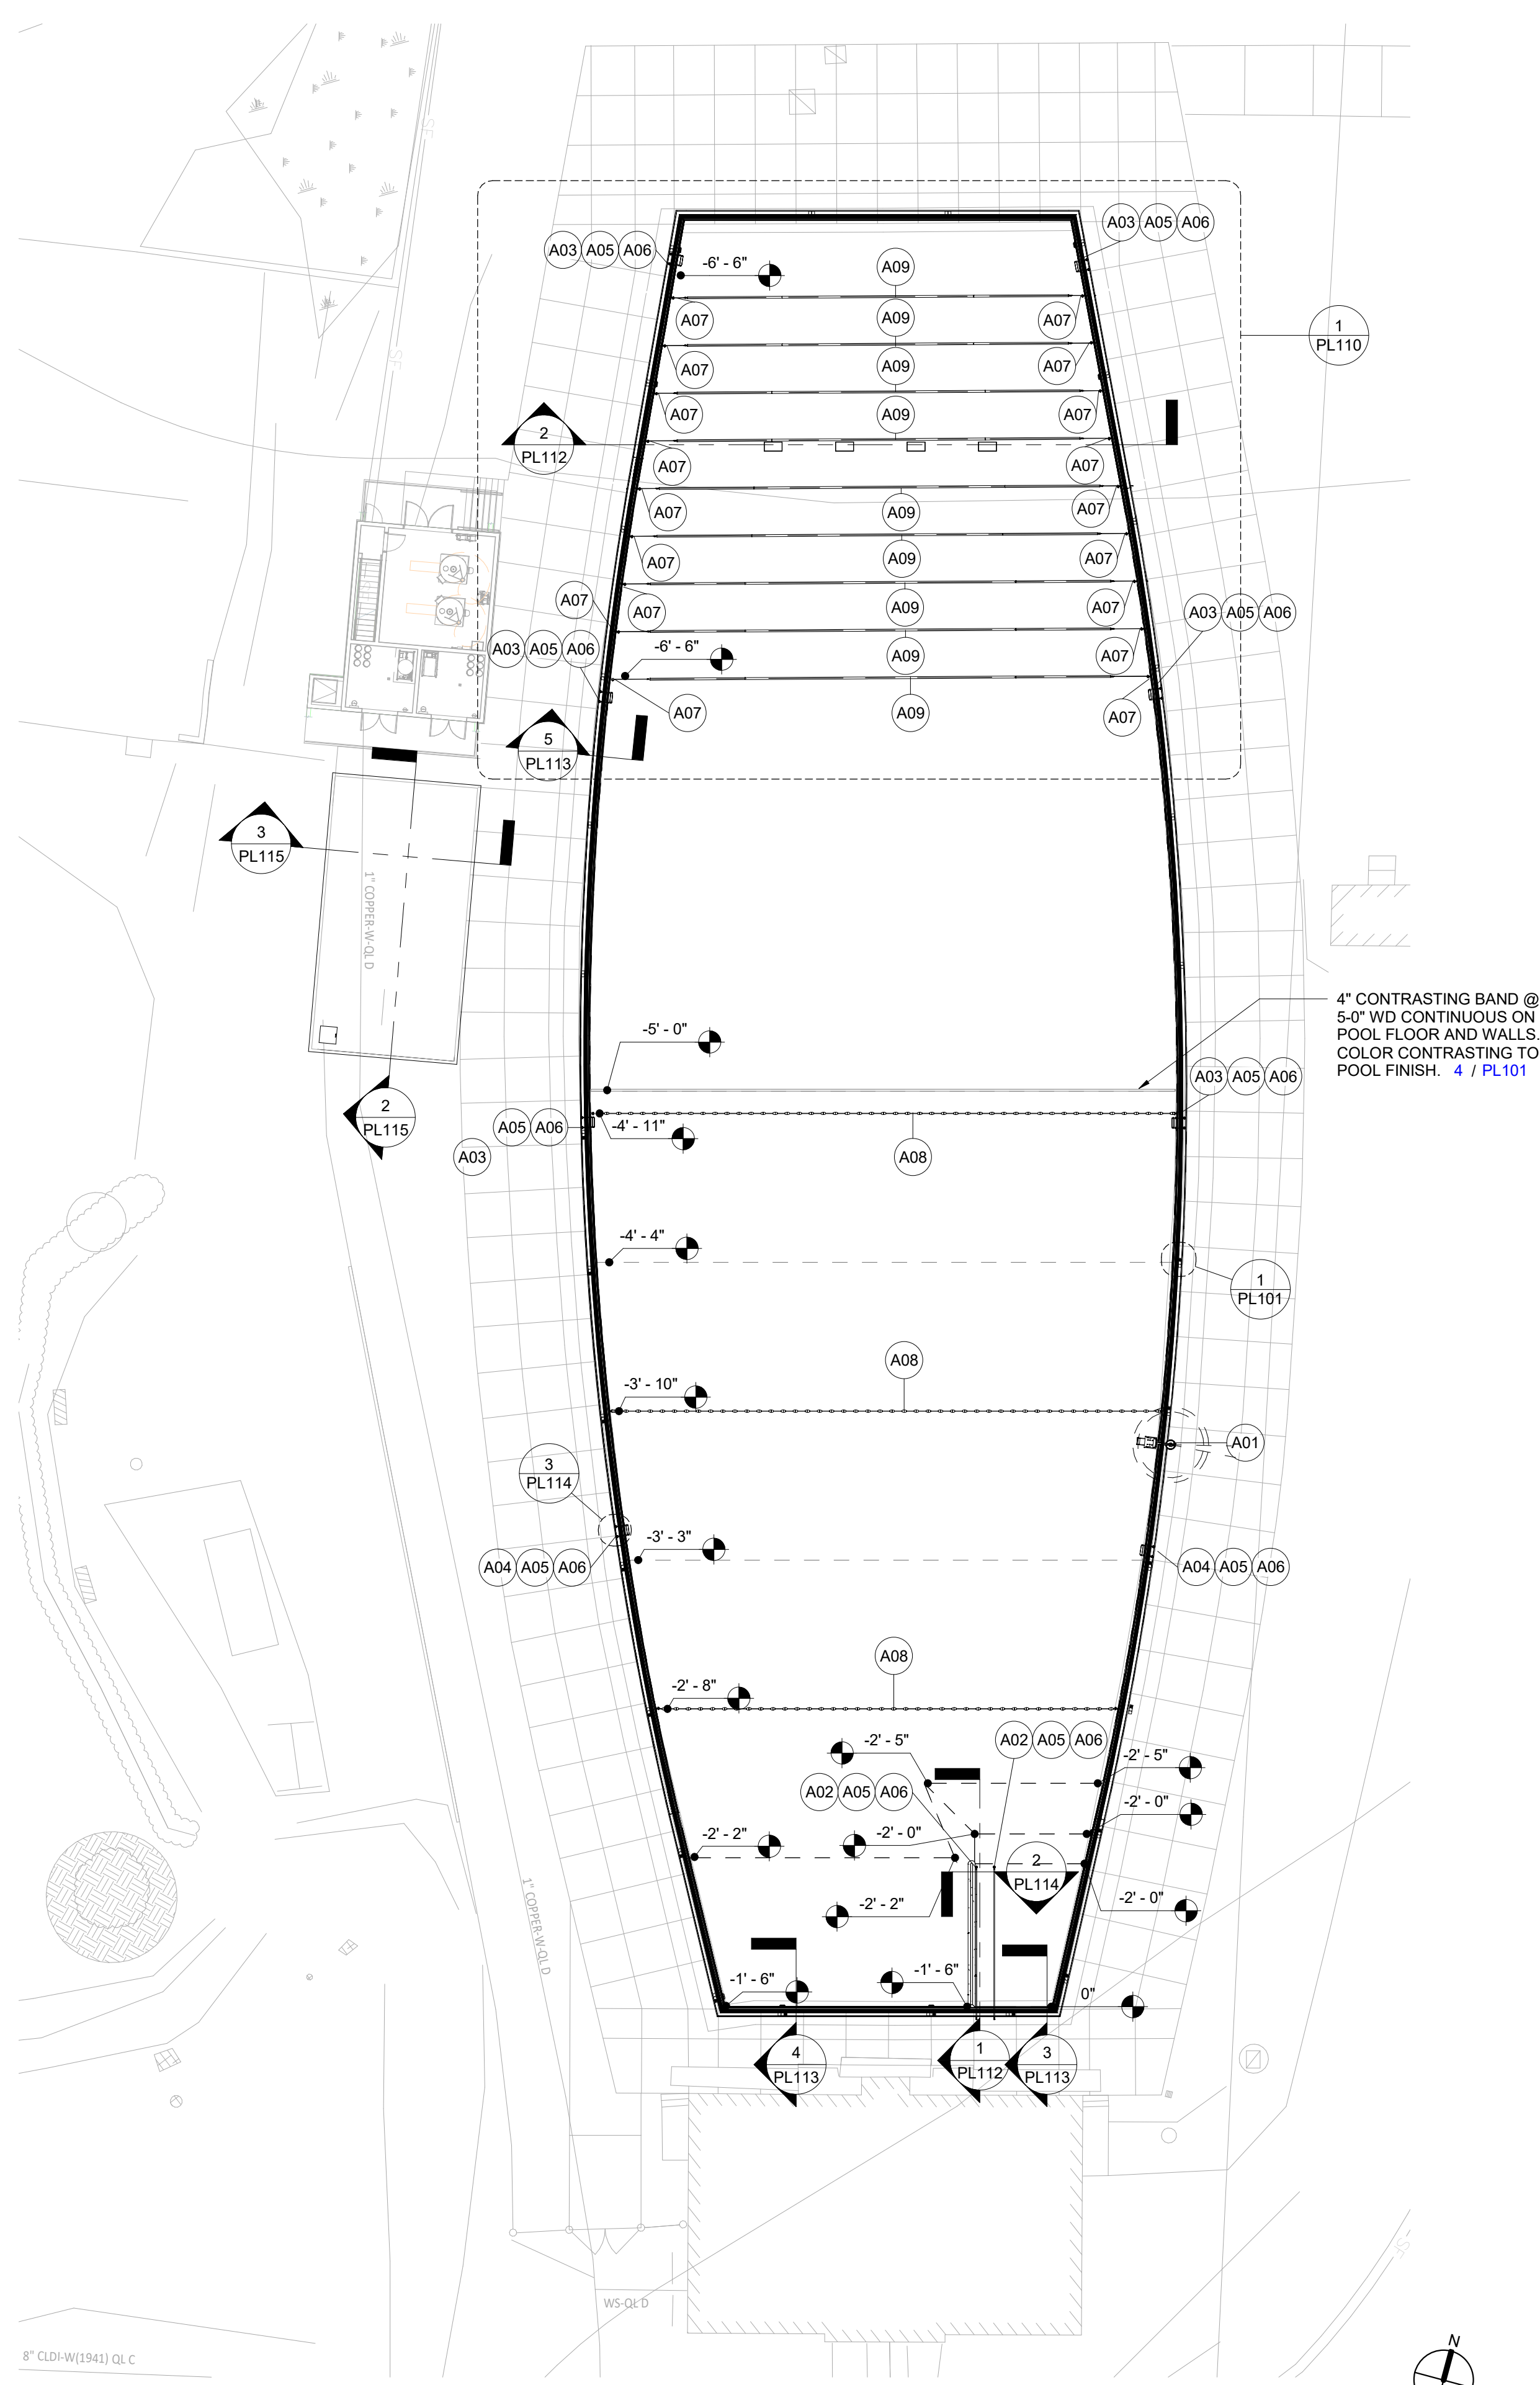 SF
A03 A05 A06
A03 A05 A06
-6' - 6"
A09
A07
A07
A09
1
PL110
A07
A07
A09
A07
A07
A09
2
PL112
A07
A07
A07
A09
A07
A07
A09
A07
A07
A09
A07
A07
A03 A05 A06
A03 A05 A06
-6' - 6"
A09
A07
A07
A09
A07
5
PL113
3
PL115
1" COPPER-W-QL D
4" CONTRASTING BAND @
5-0" WD CONTINUOUS ON
POOL FLOOR AND WALLS.
COLOR CONTRASTING TO
POOL FINISH. 4 / PL101
-5' - 0"
A03 A05 A06
2
PL115
A05 A06
-4' - 11"
A03
A08
-4' - 4"
1
PL101
A08
-3' - 10"
A01
3
PL114
-3' - 3"
A04 A05 A06
A04 A05 A06
A08
-2' - 8"
-2' - 5"
A02 A05 A06
-2' - 5"
A02 A05 A06
-2' - 0"
-2' - 2"
-2' - 0"
2
PL114
-2' - 2"
-2' - 0"
1" COPPER-W-QL D
-1' - 6"
-1' - 6"
0"
4
PL113
1
PL112
3
PL113
SF
WS-QL D
8" CLDI-W(1941) QL C
N